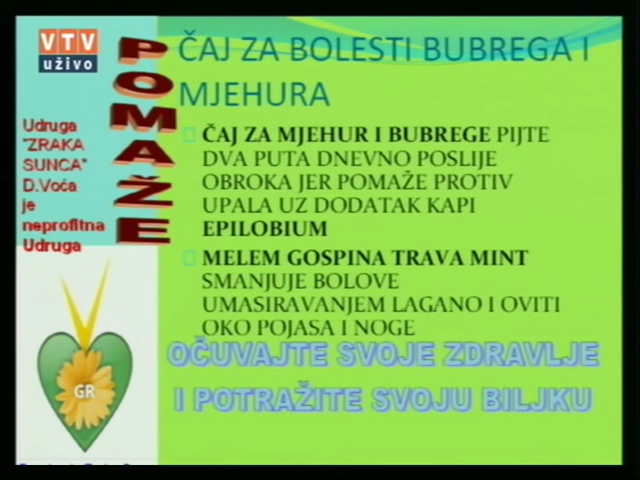 VTV
uživo
POMAŽE
Udruga
"ZRAKA
SUNCA"
D.Voća
je
neprofitna
Udruga
GR
ČAJ ZA BOLESTI BUBREGA I
MJEHURA
ČAJ ZA MJEHUR I BUBREGE PIJTE
DVA PUTA DNEVNO POSLIJE
OBROKA JER POMAŽE PROTIV
UPALA UZ DODATAK KAPI
EPILOBIUM
MELEM GOSPINA TRAVA MINT
SMANJUJE BOLOVE
UMASIRAVANJEM LAGANO I OVITI
OKO POJASA I NOGE
OČUVAJTE SVOJE ZDRAVLJE
I POTRAŽITE SVOJU BILJKU